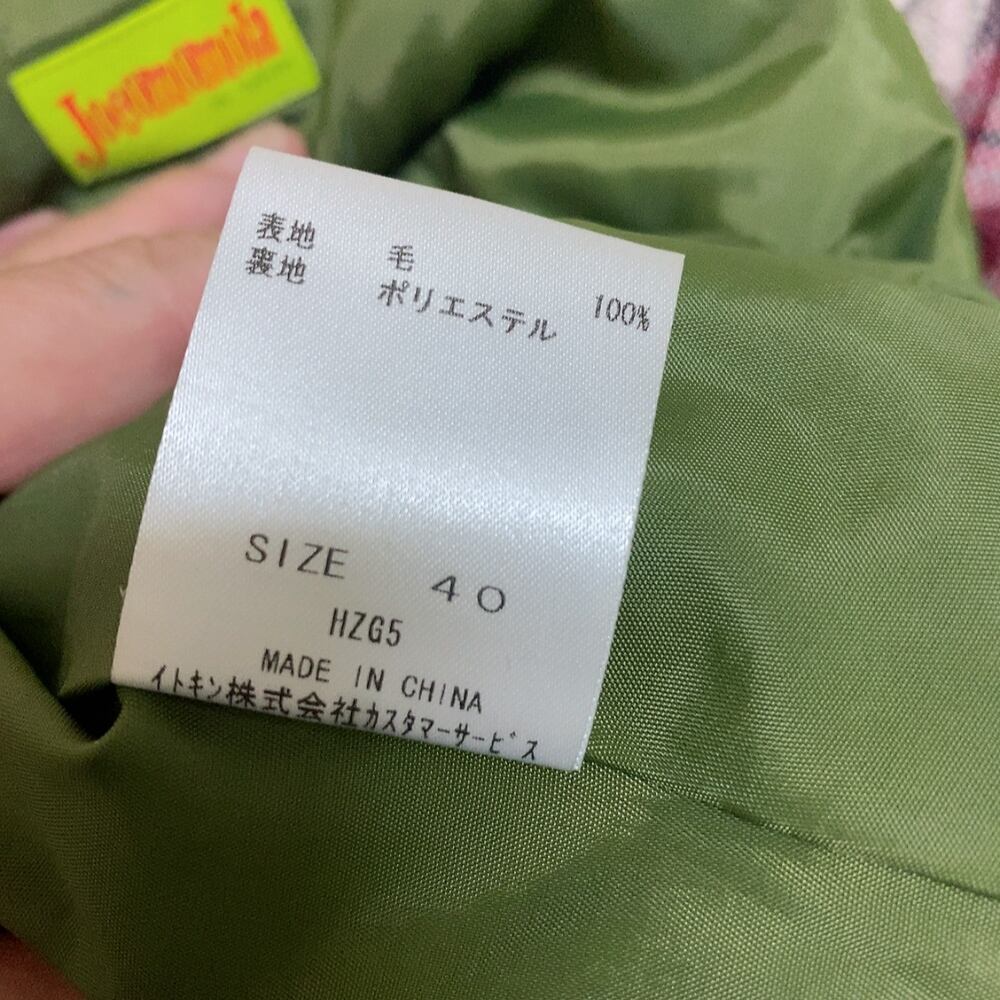 表地 毛 100%
裏地 ポリエステル
SIZE 40
HZG5
MADE IN CHINA
イトキン株式会社カスタマーサービス